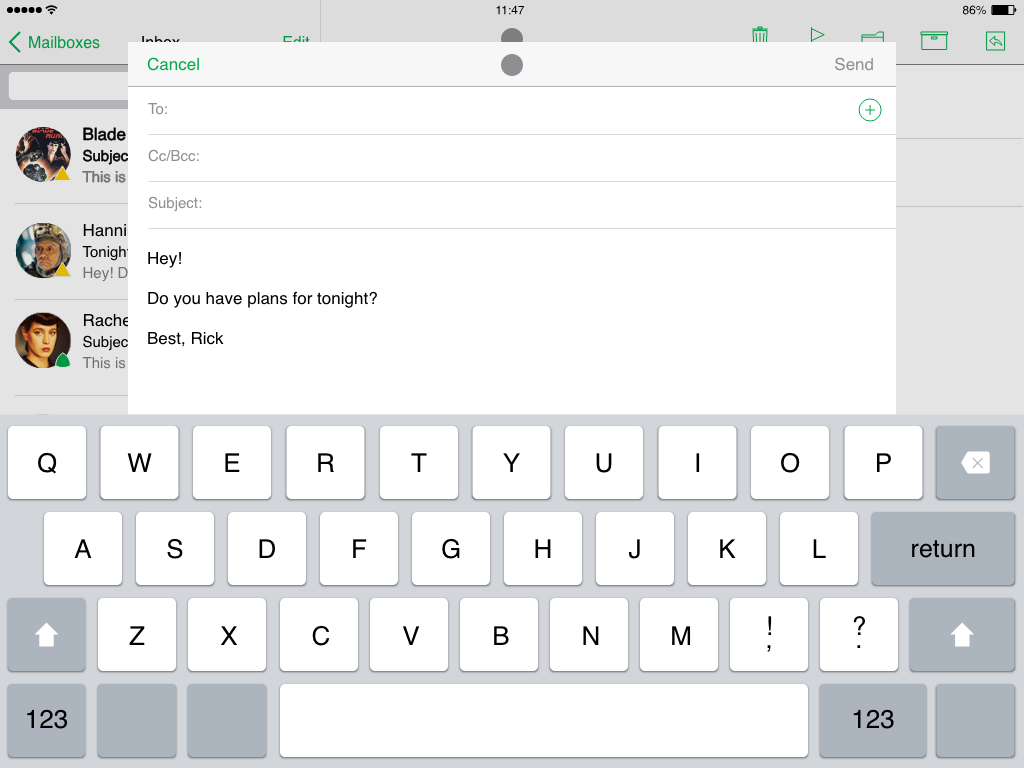 11:47
86%
Mailboxes
Inbox
Edit
Cancel
Send
To:
Cc/Bcc:
Subject:
Blade
Subjec
This is
Hanni
Tonigh
Hey! D
Rache
Subjec
This is
Hey!
Do you have plans for tonight?
Best, Rick
Q W E R T Y U I O P
A S D F G H J K L return
Z X C V B N M ! , ? .
123 123